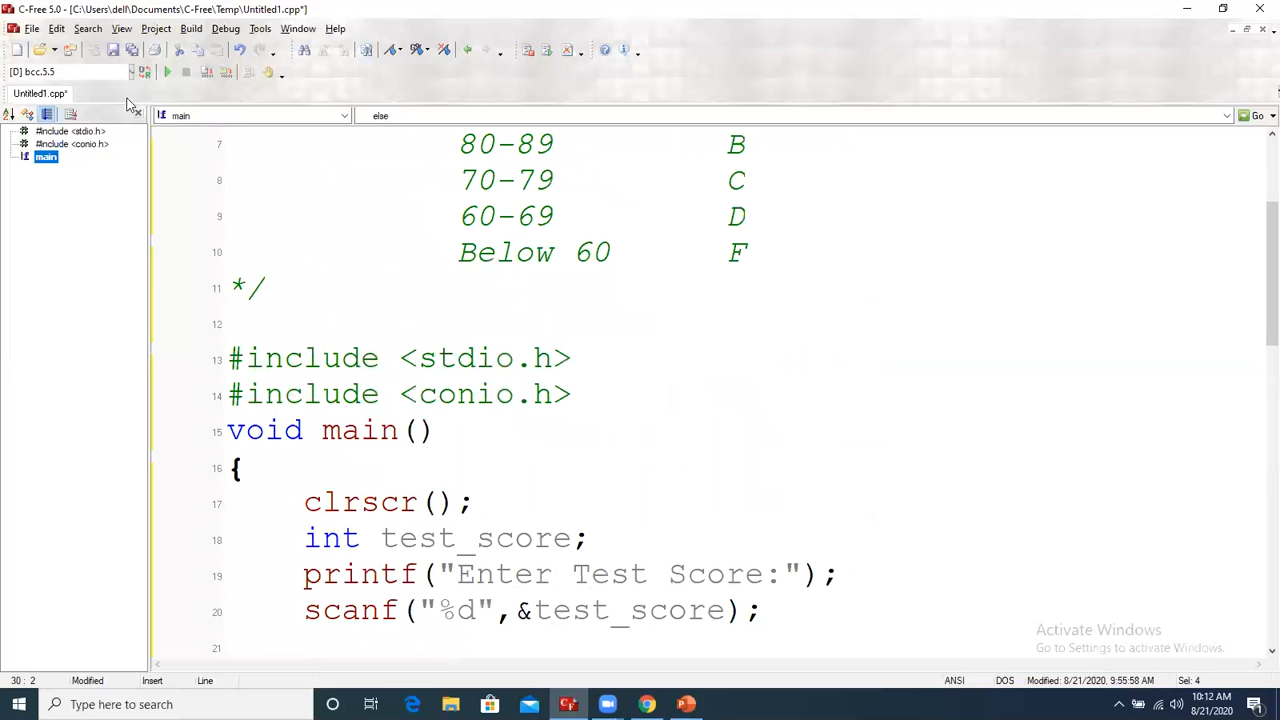 C-Free 5.0 - [C:\Users\dell\Documents\C-Free\Temp\Untitled1.cpp*]
File Edit Search View Project Build Debug Tools Window Help
[D] bcc.5.5
Untitled1.cpp*
main else Go
#include <stdio.h>
#include <conio.h>
main
7 80-89 B
8 70-79 C
9 60-69 D
10 Below 60 F
11 */
12
13 #include <stdio.h>
14 #include <conio.h>
15 void main()
16 {
17 clrscr();
18 int test_score;
19 printf("Enter Test Score:");
20 scanf("%d",&test_score);
21
Activate Windows
Go to Settings to activate Windows.
30 : 2 Modified Insert Line ANSI DOS Modified: 8/21/2020, 9:55:58 AM Sel: 4
Type here to search
10:12 AM
8/21/2020